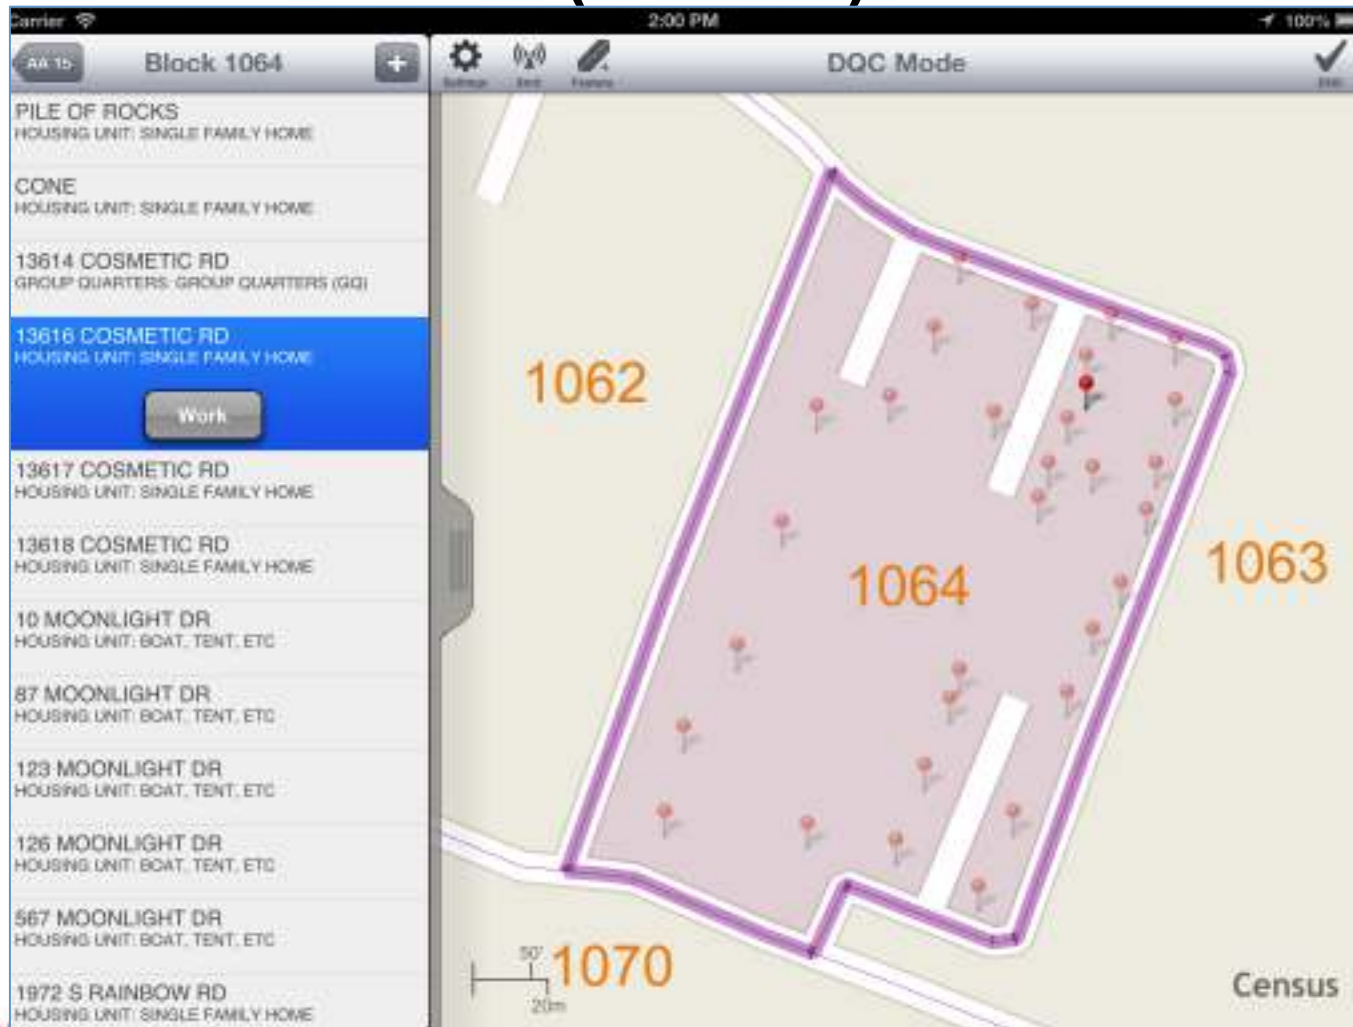 Carrier
2:00 PM
100%
AA 15
Block 1064
+
Settings
Feature
DQC Mode
PILE OF ROCKS
HOUSING UNIT: SINGLE FAMILY HOME
CONE
HOUSING UNIT: SINGLE FAMILY HOME
13614 COSMETIC RD
GROUP QUARTERS: GROUP QUARTERS (GQ)
13616 COSMETIC RD
HOUSING UNIT: SINGLE FAMILY HOME
Work
13617 COSMETIC RD
HOUSING UNIT: SINGLE FAMILY HOME
13618 COSMETIC RD
HOUSING UNIT: SINGLE FAMILY HOME
10 MOONLIGHT DR
HOUSING UNIT: BOAT, TENT, ETC
87 MOONLIGHT DR
HOUSING UNIT: BOAT, TENT, ETC
123 MOONLIGHT DR
HOUSING UNIT: BOAT, TENT, ETC
126 MOONLIGHT DR
HOUSING UNIT: BOAT, TENT, ETC
567 MOONLIGHT DR
HOUSING UNIT: BOAT, TENT, ETC
1972 S RAINBOW RD
HOUSING UNIT: SINGLE FAMILY HOME
1062
1064
1063
1070
50'
20m
Census